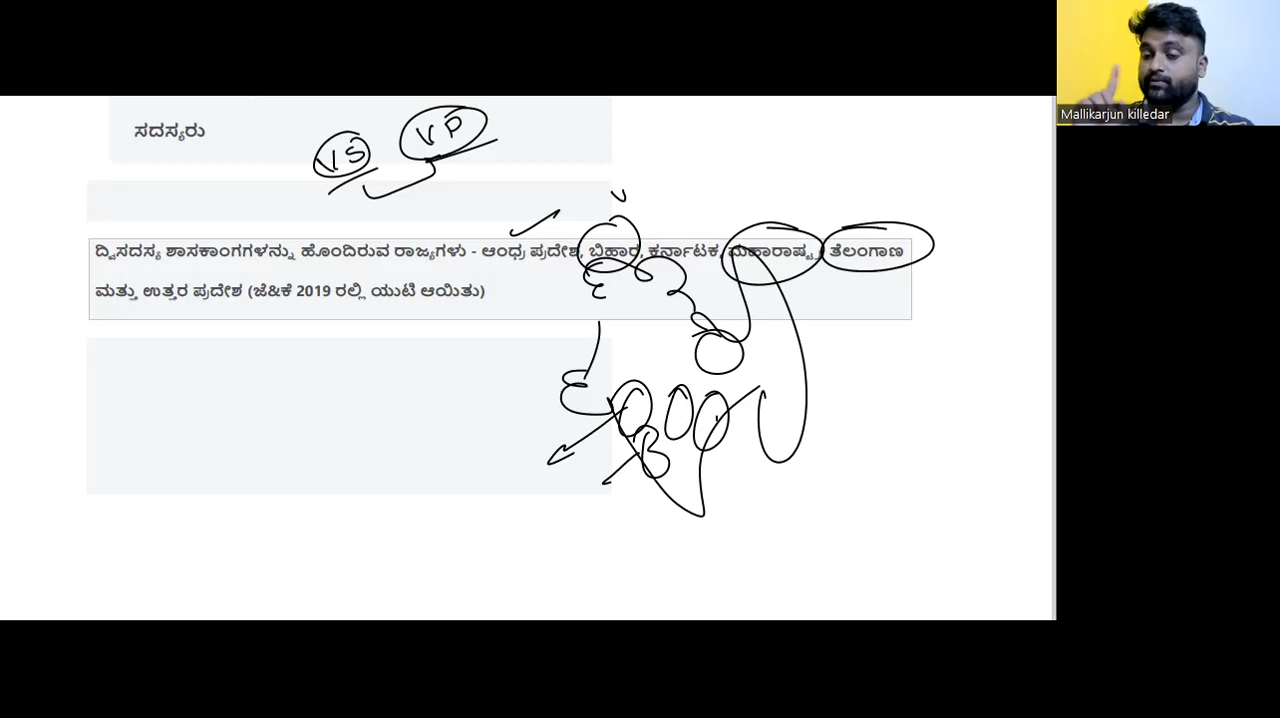 Mallikarjun killedar
ಸದಸ್ಯರು
VS VP
ದ್ವಿಸದಸ್ಯ ಶಾಸಕಾಂಗಗಳನ್ನು ಹೊಂದಿರುವ ರಾಜ್ಯಗಳು - ಆಂಧ್ರ ಪ್ರದೇಶ, ಬಿಹಾರ, ಕರ್ನಾಟಕ, ಮಹಾರಾಷ್ಟ್ರ, ತೆಲಂಗಾಣ
ಮತ್ತು ಉತ್ತರ ಪ್ರದೇಶ (ಜೆ&ಕೆ 2019 ರಲ್ಲಿ ಯುಟಿ ಆಯಿತು)
B